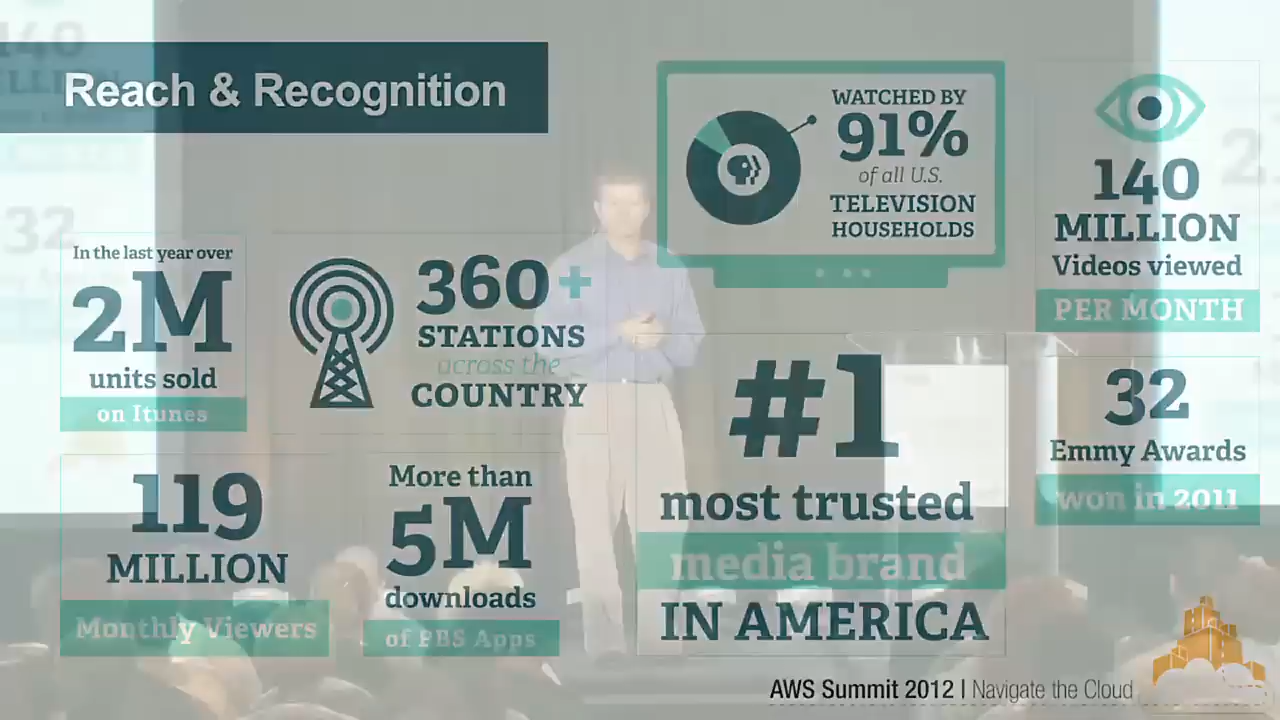 Reach & Recognition
WATCHED BY
91%
of all U.S.
TELEVISION
HOUSEHOLDS
140
MILLION
Videos viewed
PER MONTH
In the last year over
2M
units sold
on Itunes
360+
STATIONS
across the
COUNTRY
#1
most trusted
media brand
IN AMERICA
32
Emmy Awards
won in 2011
119
MILLION
Monthly Viewers
More than
5M
downloads
of PBS Apps
AWS Summit 2012 | Navigate the Cloud
140
32